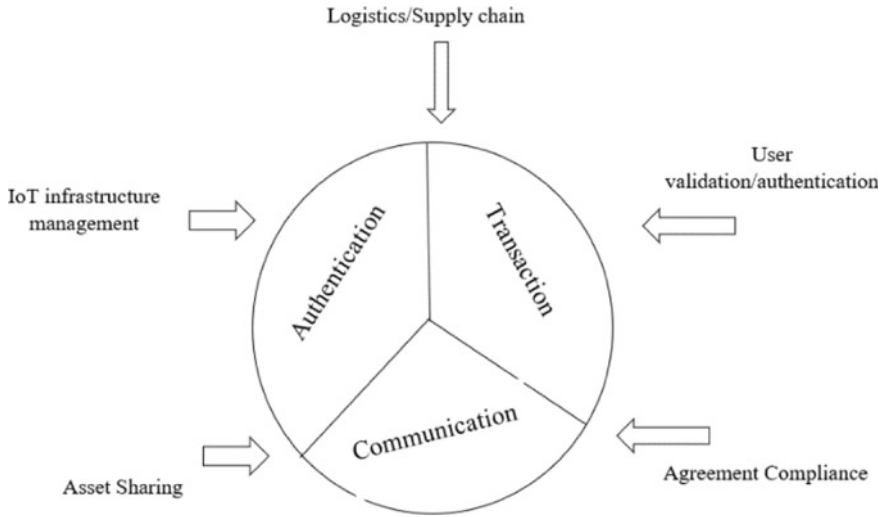 Logistics/Supply chain
User
validation/authentication
IoT infrastructure
management
Authentication
Transaction
Communication
Asset Sharing
Agreement Compliance